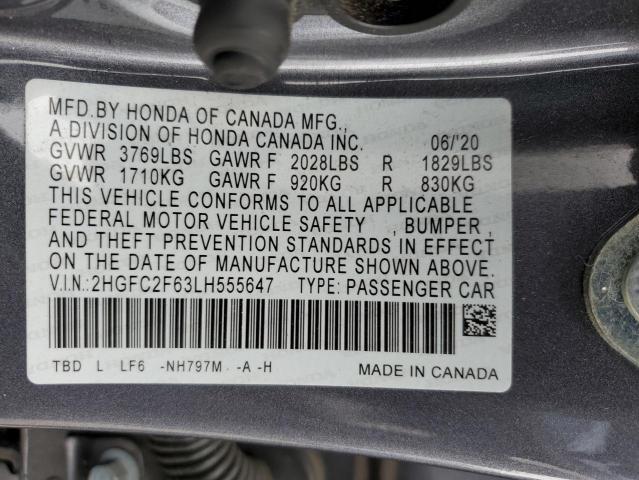 MFD.BY HONDA OF CANADA MFG.,
A DIVISION OF HONDA CANADA INC. 06/'20
GVWR 3769LBS GAWR F 2028LBS R 1829LBS
GVWR 1710KG GAWR F 920KG R 830KG
THIS VEHICLE CONFORMS TO ALL APPLICABLE
FEDERAL MOTOR VEHICLE SAFETY , BUMPER ,
AND THEFT PREVENTION STANDARDS IN EFFECT
ON THE DATE OF MANUFACTURE SHOWN ABOVE.
V.I.N.:2HGFC2F63LH555647 TYPE: PASSENGER CAR
TBD L LF6 -NH797M -A -H MADE IN CANADA